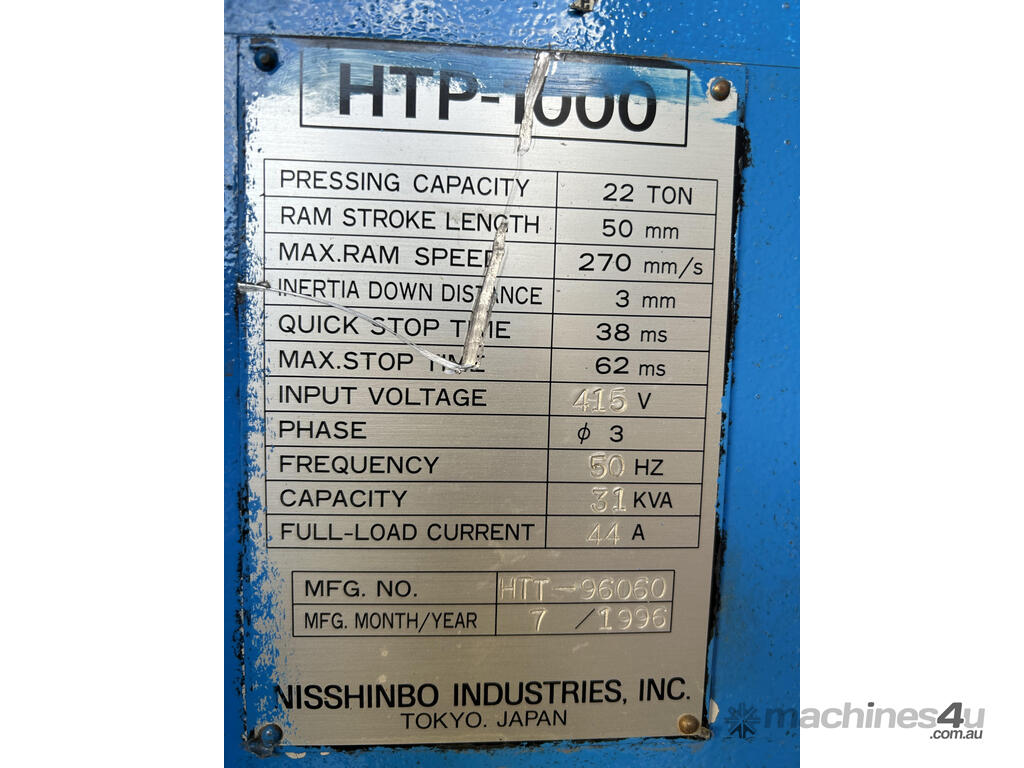 HTP-1000
PRESSING CAPACITY 22 TON
RAM STROKE LENGTH 50 mm
MAX.RAM SPEED 270 mm/s
INERTIA DOWN DISTANCE 3 mm
QUICK STOP TIME 38 ms
MAX.STOP TIME 62 ms
INPUT VOLTAGE 415 V
PHASE φ 3
FREQUENCY 50 HZ
CAPACITY 31 KVA
FULL-LOAD CURRENT 44 A
MFG. NO. HTT-96060
MFG. MONTH/YEAR 7 / 1996
NISSHINBO INDUSTRIES, INC.
TOKYO. JAPAN
machines4u
.com.au